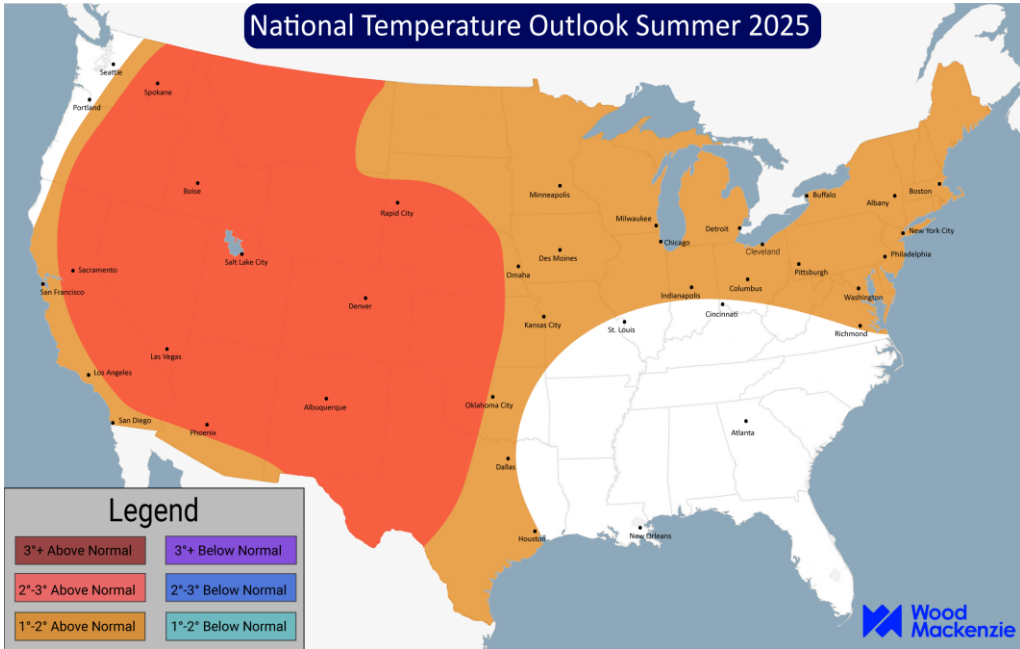 National Temperature Outlook Summer 2025
Seattle
Spokane
Portland
Boise
Rapid City
Minneapolis
Milwaukee
Chicago
Detroit
Buffalo
Albany
Boston
New York City
Cleveland
Philadelphia
Pittsburgh
Salt Lake City
Des Moines
Omaha
Sacramento
San Francisco
Denver
Indianapolis
Columbus
Washington
Kansas City
St. Louis
Cincinnati
Richmond
Las Vegas
Los Angeles
Albuquerque
Oklahoma City
San Diego
Phoenix
Atlanta
Dallas
Houston
New Orleans
Legend
3°+ Above Normal
3°+ Below Normal
2°-3° Above Normal
2°-3° Below Normal
1°-2° Above Normal
1°-2° Below Normal
Wood
Mackenzie